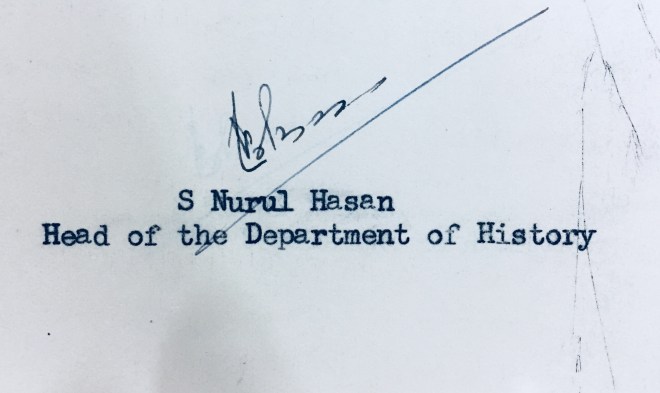 S Nurul Hasan
Head of the Department of History